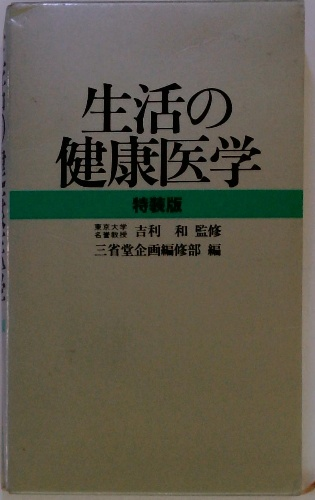 生活の
健康医学
特装版
東京大学
名誉教授 吉利 和 監修
三省堂企画編修部 編